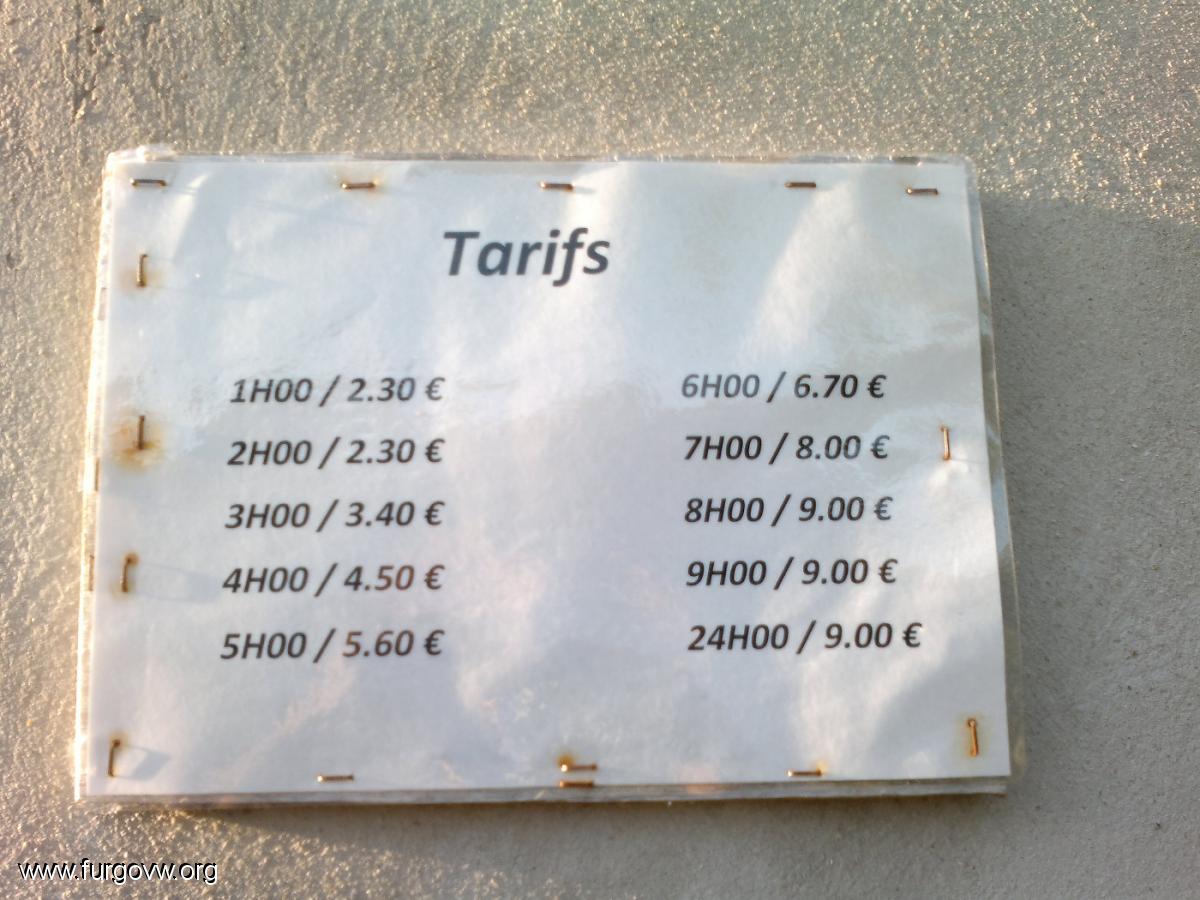 Tarifs
1H00 / 2.30 €
2H00 / 2.30 €
3H00 / 3.40 €
4H00 / 4.50 €
5H00 / 5.60 €
6H00 / 6.70 €
7H00 / 8.00 €
8H00 / 9.00 €
9H00 / 9.00 €
24H00 / 9.00 €
www.furgovw.org